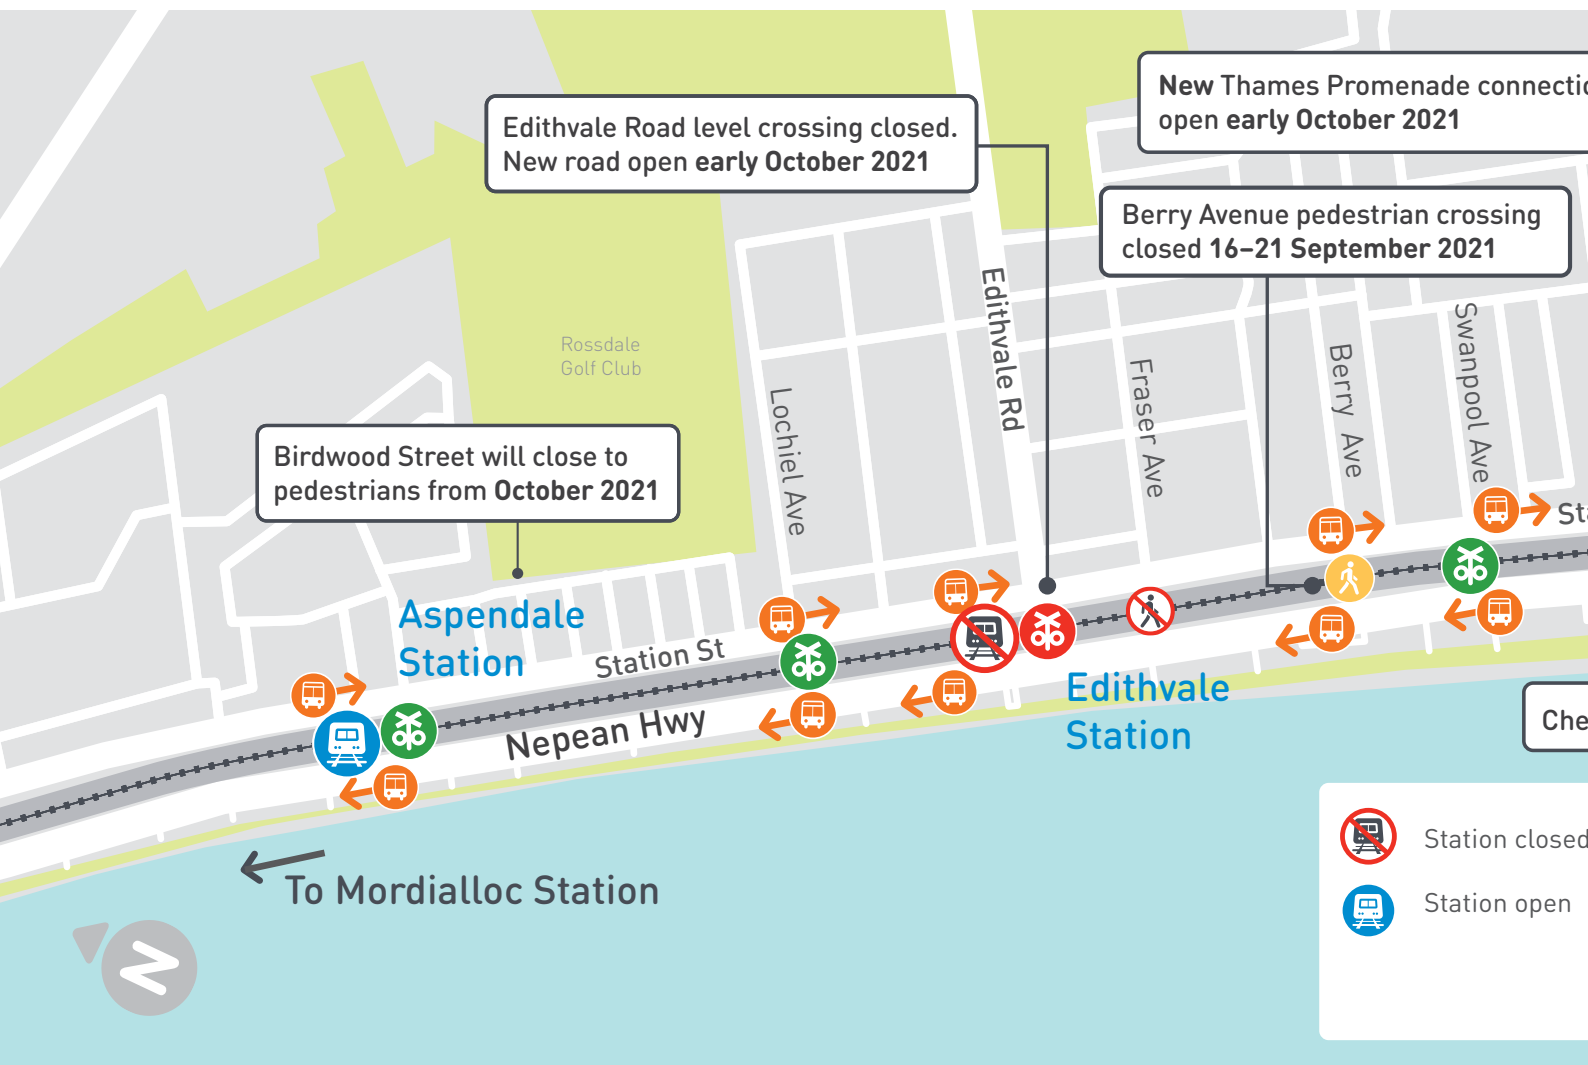 New Thames Promenade
open early October 2021
Edithvale Road level crossing closed.
New road open early October 2021
Berry Avenue pedestrian crossing
closed 16–21 September 2021
Edithvale Rd
Swanpool Ave
Rossdale
Golf Club
Berry Ave
Fraser Ave
Lochiel Ave
Birdwood Street will close to
pedestrians from October 2021
Aspendale
Station
Station St
Edithvale
Station
Nepean Hwy
Station closed
To Mordialloc Station
Station open
N